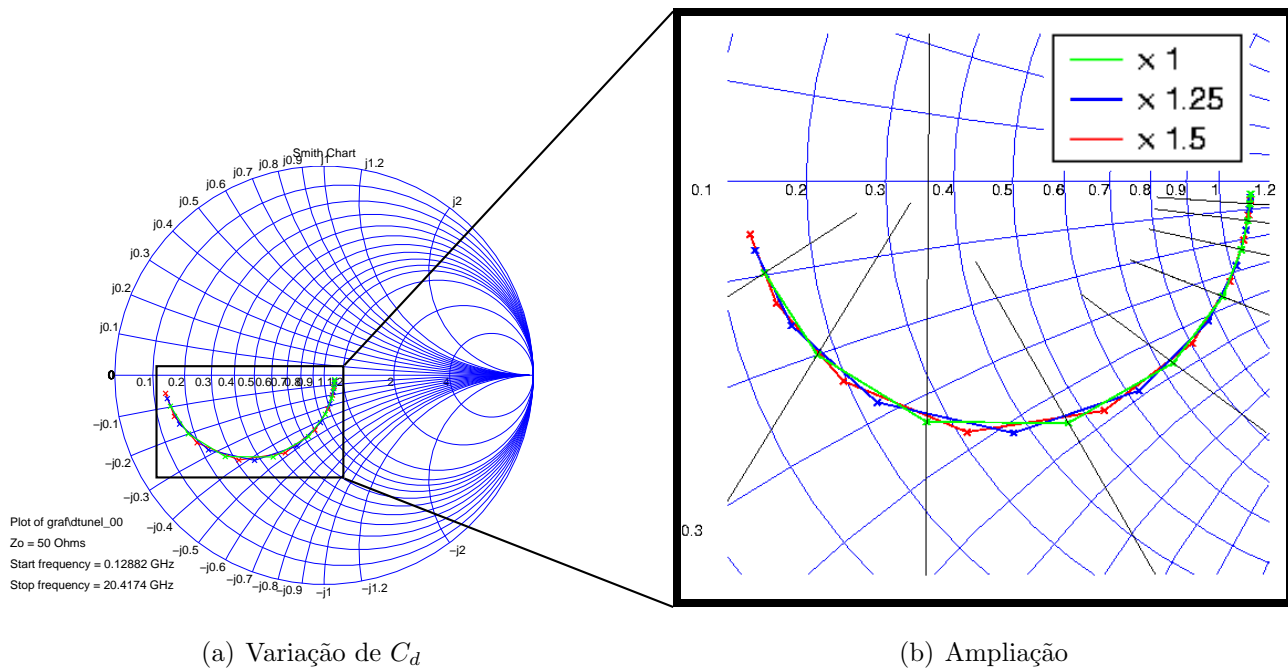 Smith Chart
j0.1
j0.2
j0.3
j0.4
j0.5
j0.6
j0.7
j0.8
j0.9
j1
j1.2
j2
0
0.1
0.2
0.3
0.4
0.5
0.6
0.7
0.8
0.9
1
1.2
2
4
−j0.1
−j0.2
−j0.3
−j0.4
−j0.5
−j0.6
−j0.7
−j0.8
−j0.9
−j1
−j1.2
−j2
Plot of graf\dtunel_00
Zo = 50 Ohms
Start frequency = 0.12882 GHz
Stop frequency = 20.4174 GHz
x 1
x 1.25
x 1.5
0.1 0.2 0.3 0.4 0.5 0.6 0.7 0.8 0.9 1 1.2
0.3
(a) Variação de C_d
(b) Ampliação